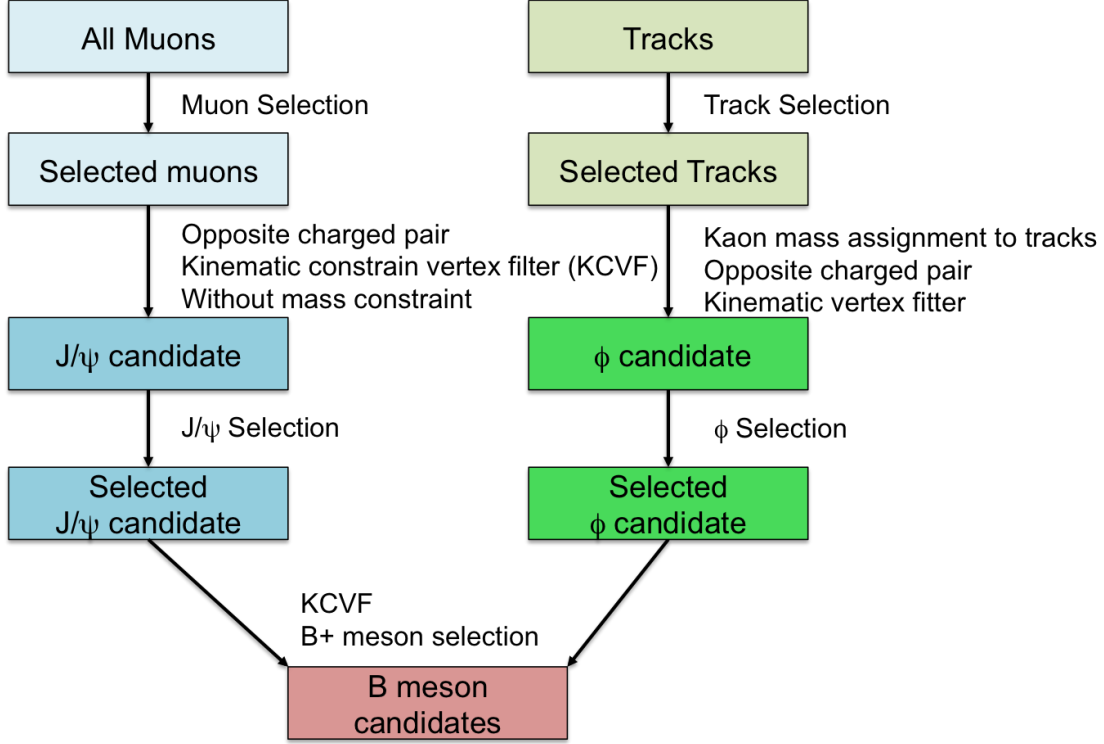 All Muons
Muon Selection
Selected muons
Opposite charged pair
Kinematic constrain vertex filter (KCVF)
Without mass constraint
J/ψ candidate
J/ψ Selection
Selected
J/ψ candidate
Tracks
Track Selection
Selected Tracks
Kaon mass assignment to tracks
Opposite charged pair
Kinematic vertex fitter
ϕ candidate
ϕ Selection
Selected
ϕ candidate
KCVF
B+ meson selection
B meson
candidates